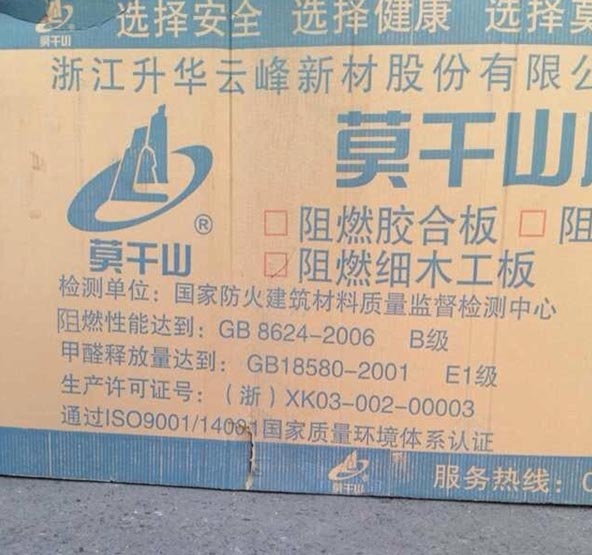 莫干山 选择安全 选择健康 选择莫
浙江升华云峰新材股份有限公
莫干山
®
莫干山
□ 阻燃胶合板 □ 阻
☑ 阻燃细木工板
检测单位：国家防火建筑材料质量监督检测中心
阻燃性能达到：GB 8624-2006 B级
甲醛释放量达到：GB18580-2001 E1级
生产许可证号：（浙）XK03-002-00003
通过ISO9001/14001国家质量环境体系认证
莫干山 服务热线：0